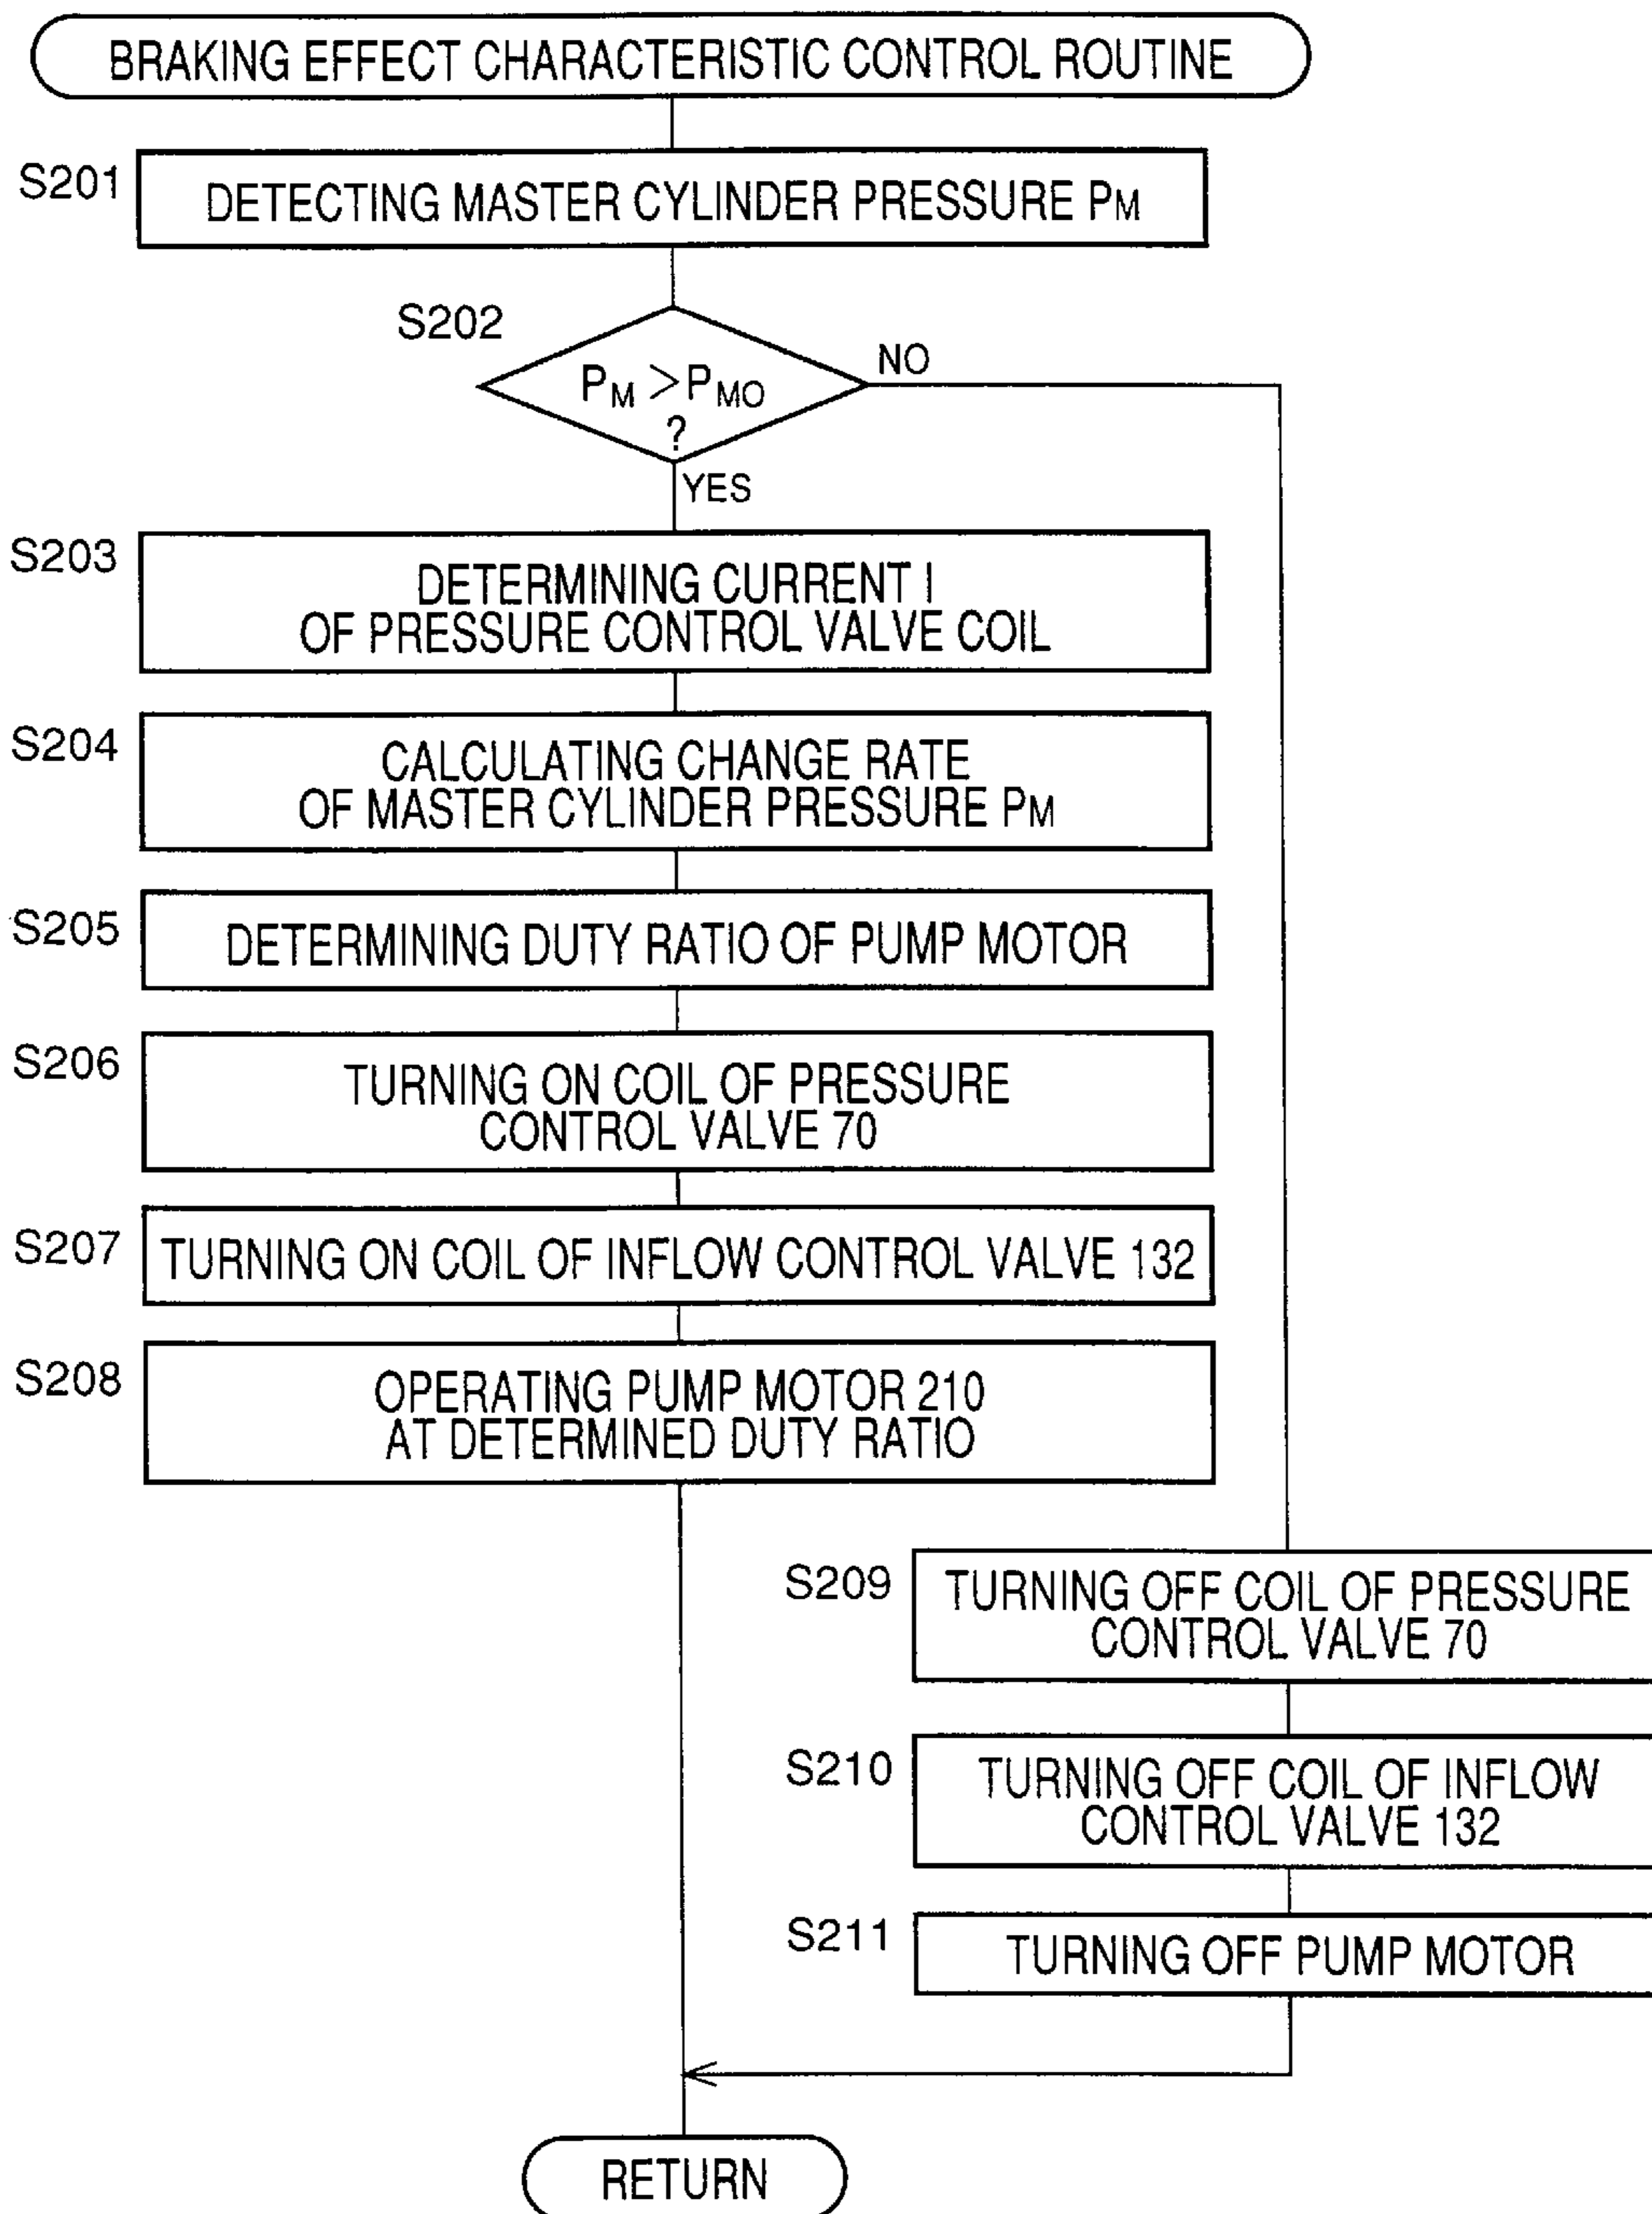 BRAKING EFFECT CHARACTERISTIC CONTROL ROUTINE
S201
DETECTING MASTER CYLINDER PRESSURE PM
S202
PM >PMO
?
NO
YES
S203
DETERMINING CURRENT I
OF PRESSURE CONTROL VALVE COIL
S204
CALCULATING CHANGE RATE
OF MASTER CYLINDER PRESSURE PM
S205
DETERMINING DUTY RATIO OF PUMP MOTOR
S206
TURNING ON COIL OF PRESSURE
CONTROL VALVE 70
S207
TURNING ON COIL OF INFLOW CONTROL VALVE 132
S208
OPERATING PUMP MOTOR 210
AT DETERMINED DUTY RATIO
S209
TURNING OFF COIL OF PRESSURE
CONTROL VALVE 70
S210
TURNING OFF COIL OF INFLOW
CONTROL VALVE 132
S211
TURNING OFF PUMP MOTOR
RETURN